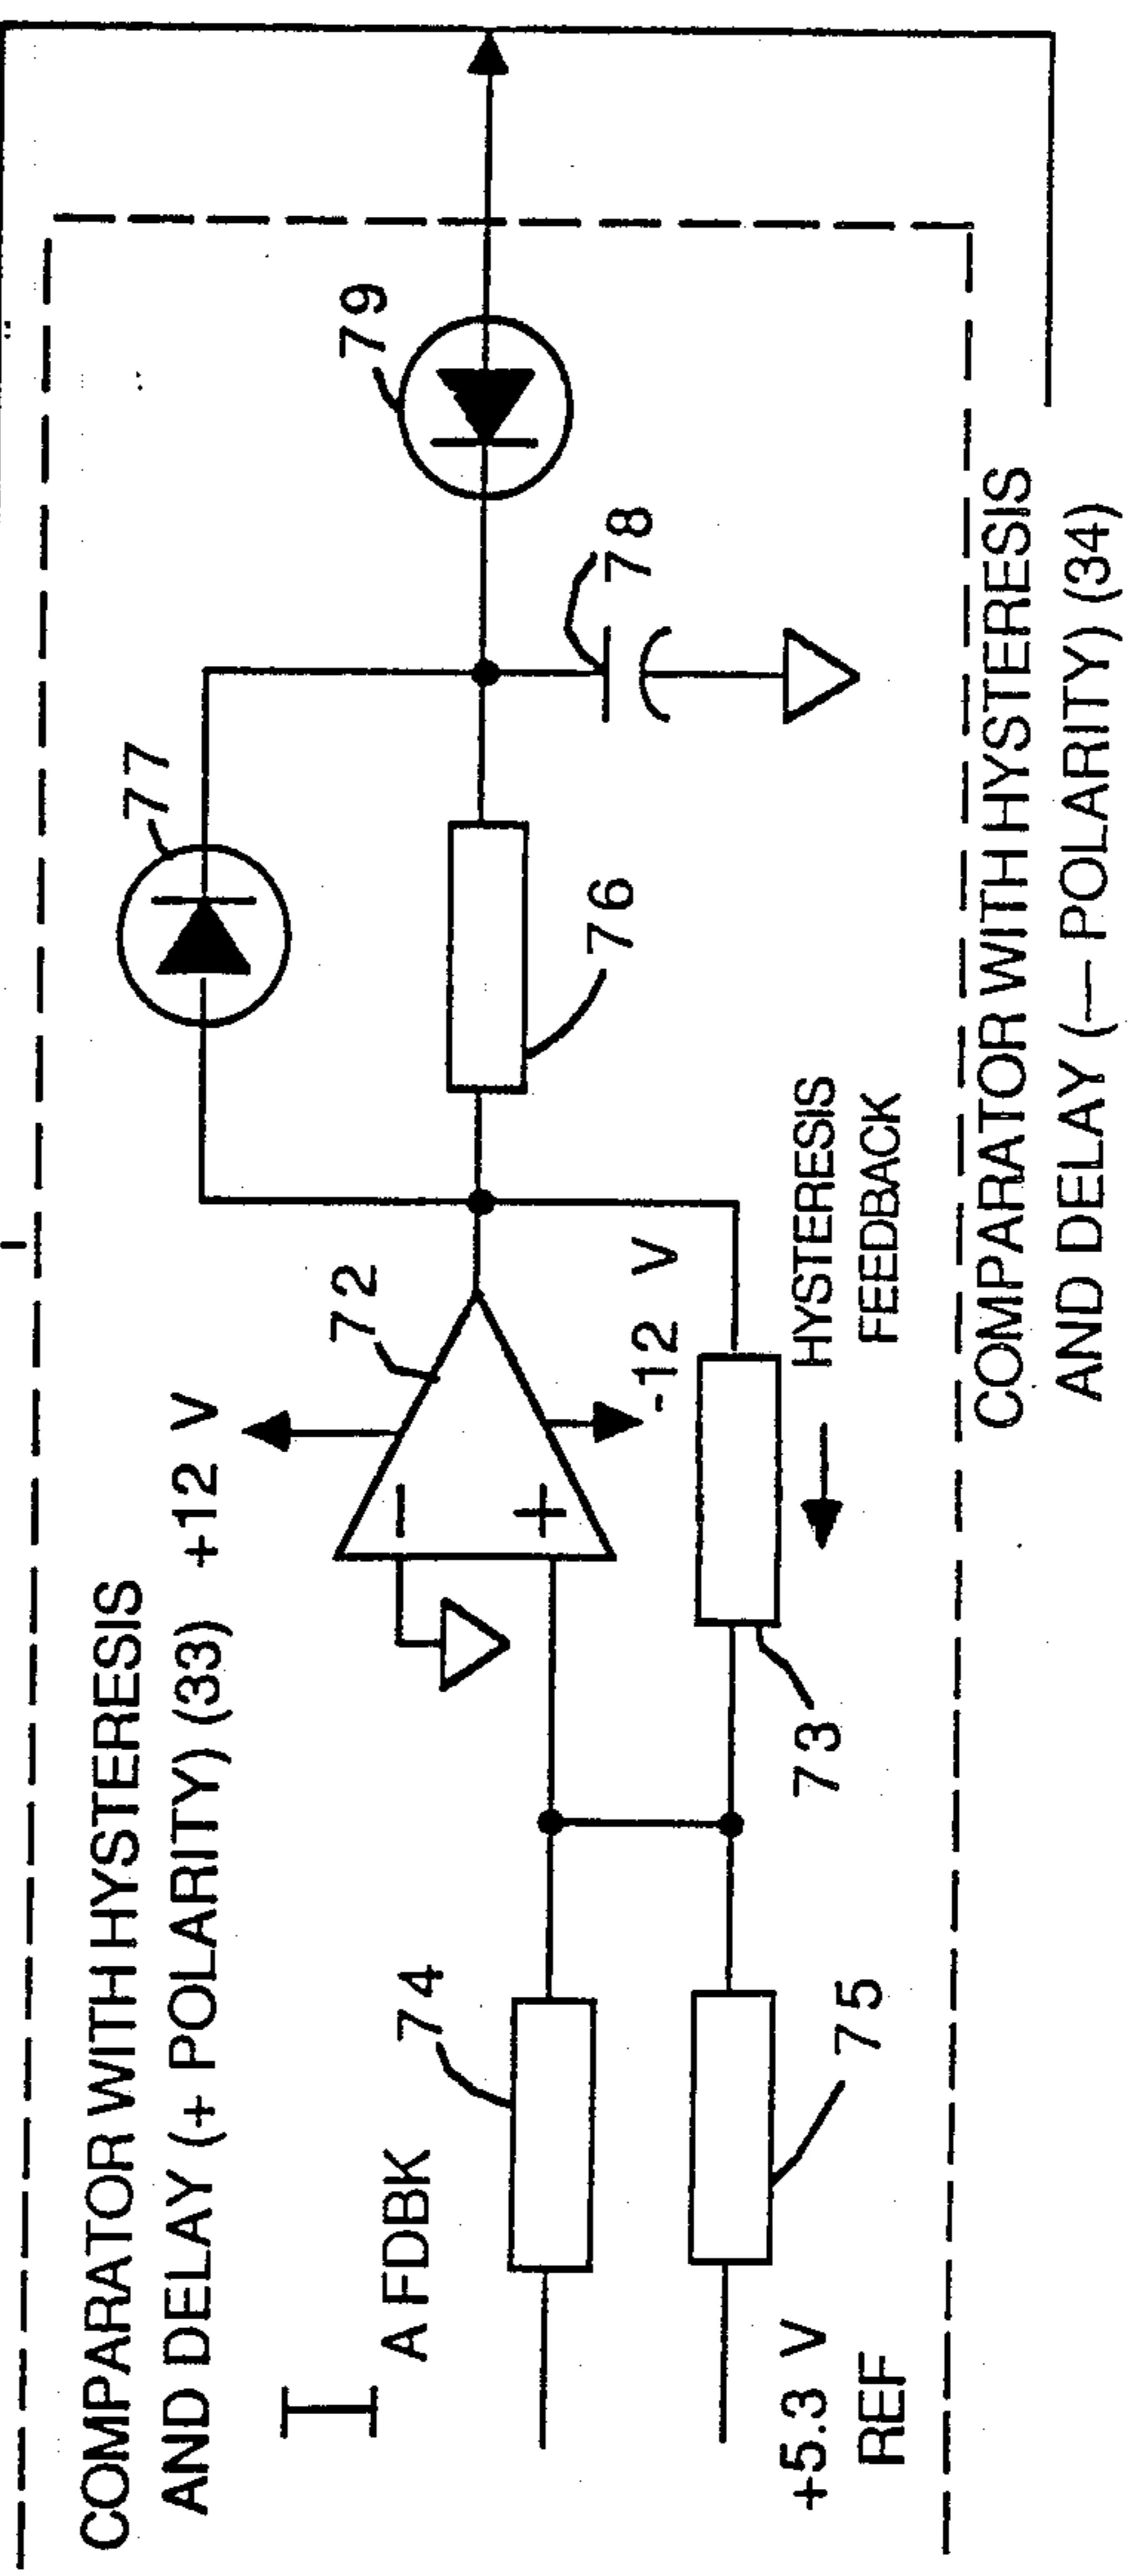 COMPARATOR WITH HYSTERESIS
AND DELAY (+ POLARITY) (33)
+12 V
72
77
79
I
A FDBK
74
-12 V
76
78
+5.3 V
REF
75
73
HYSTERESIS
FEEDBACK
COMPARATOR WITH HYSTERESIS
AND DELAY (— POLARITY) (34)